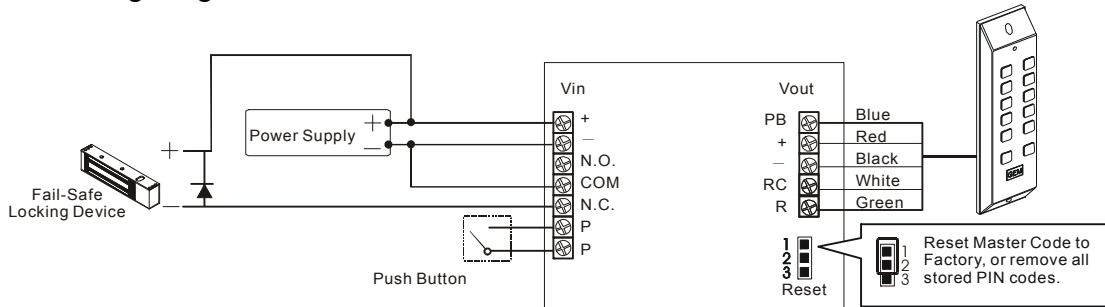 Vin
Vout
Power Supply
+
−
+
−
Fail-Safe
Locking Device
+
−
N.O.
COM
N.C.
P
P
Push Button
PB
+
−
RC
R
Blue
Red
Black
White
Green
GEM
1
2
3
Reset
1
2
3
Reset Master Code to
Factory, or remove all
stored PIN codes.